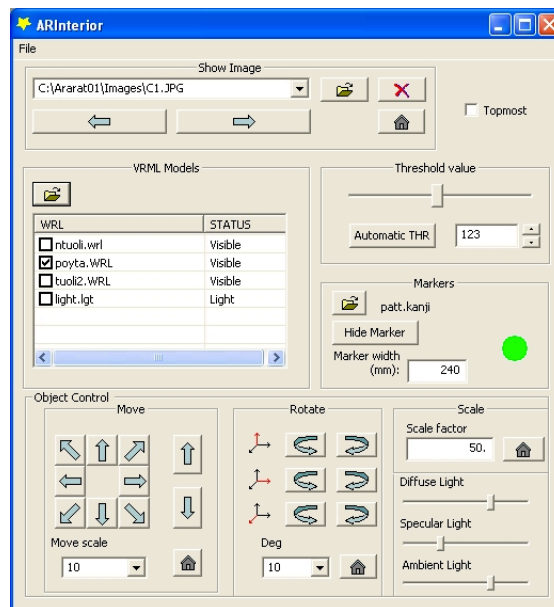 ARInterior
File
Show Image
C:\Ararat01\Images\C1.JPG
Topmost
VRML Models
WRL STATUS
ntuoli.wrl Visible
poyta.WRL Visible
tuoli2.WRL Visible
light.lgt Light
Threshold value
Automatic THR 123
Markers
patt.kanji
Hide Marker
Marker width
(mm): 240
Object Control
Move
Move scale
10
Rotate
Deg
10
Scale
Scale factor
50.
Diffuse Light
Specular Light
Ambient Light